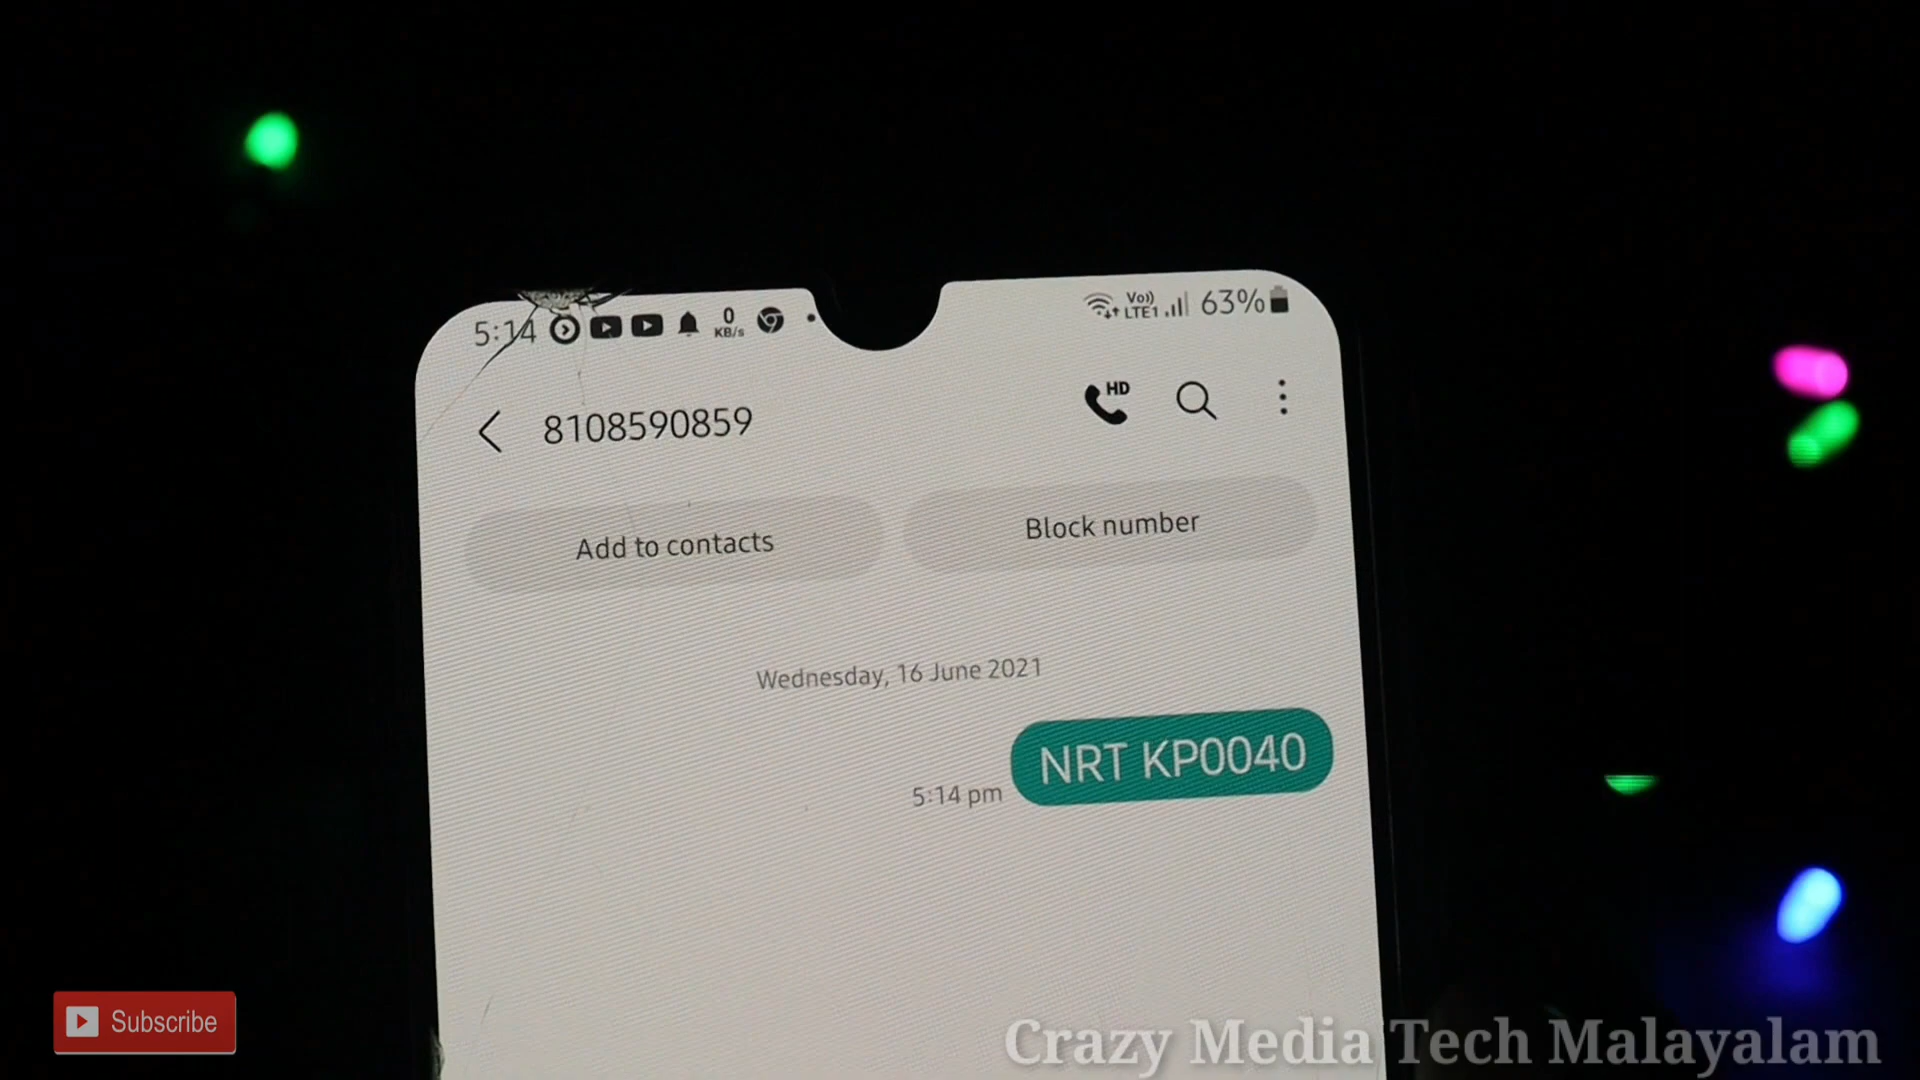 5:14
0
KB/s
Vo))
LTE1
63%
8108590859
HD
Add to contacts
Block number
Wednesday, 16 June 2021
NRT KP0040
5:14 pm
Subscribe
Crazy Media Tech Malayalam